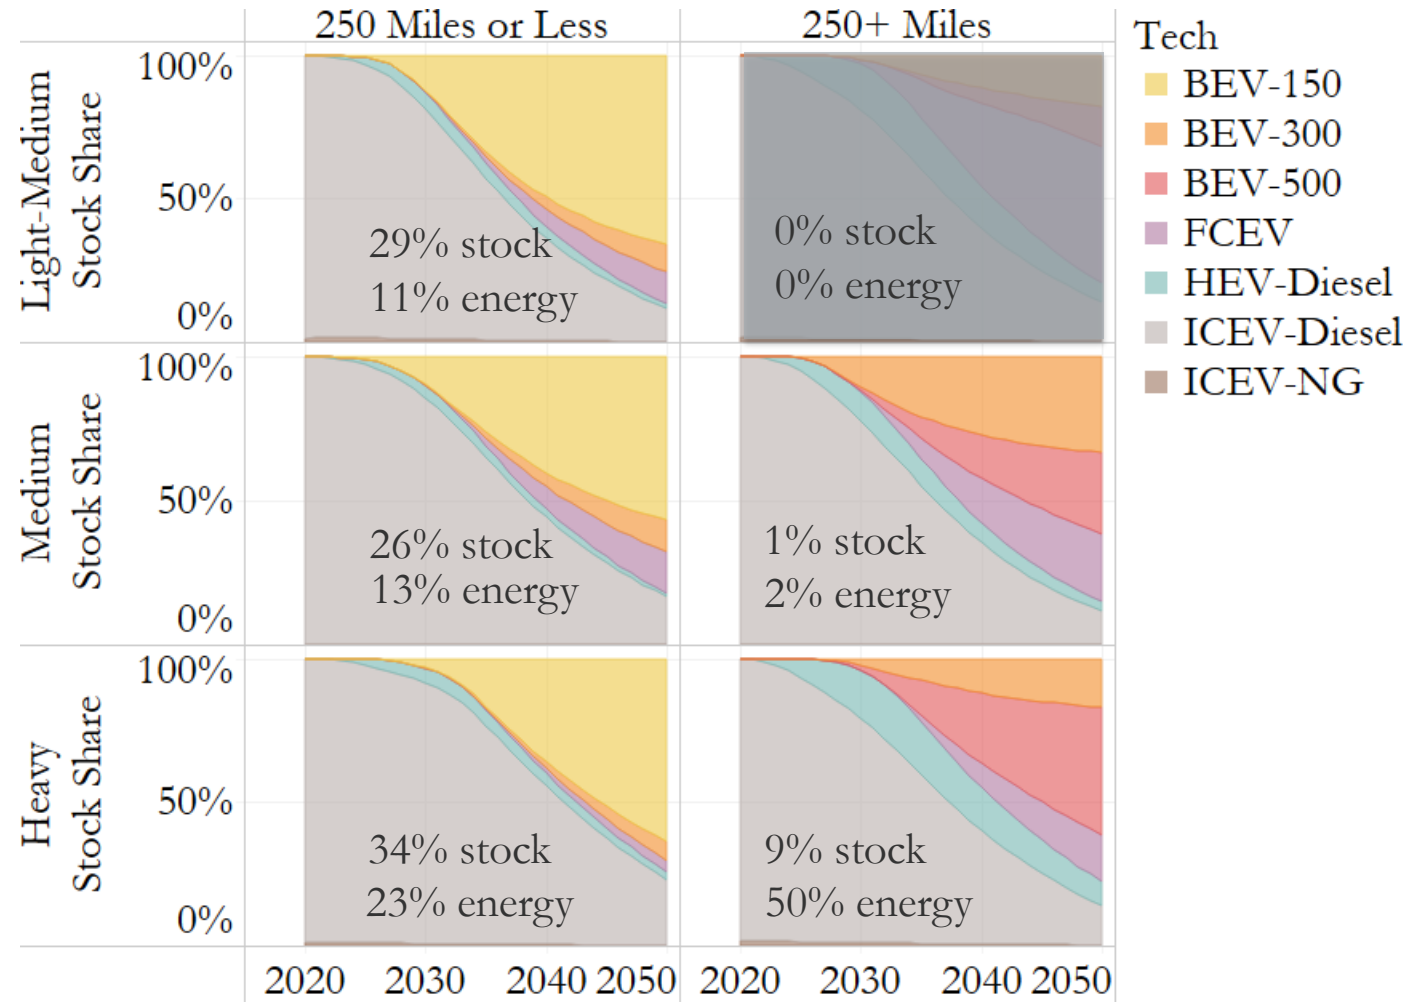 250 Miles or Less
250+ Miles
Tech
BEV-150
BEV-300
BEV-500
FCEV
HEV-Diesel
ICEV-Diesel
ICEV-NG
Light-Medium
Stock Share
100%
50%
0%
29% stock
11% energy
0% stock
0% energy
Medium
Stock Share
100%
50%
0%
26% stock
13% energy
1% stock
2% energy
Heavy
Stock Share
100%
50%
0%
34% stock
23% energy
9% stock
50% energy
2020 2030 2040 2050
2020 2030 2040 2050